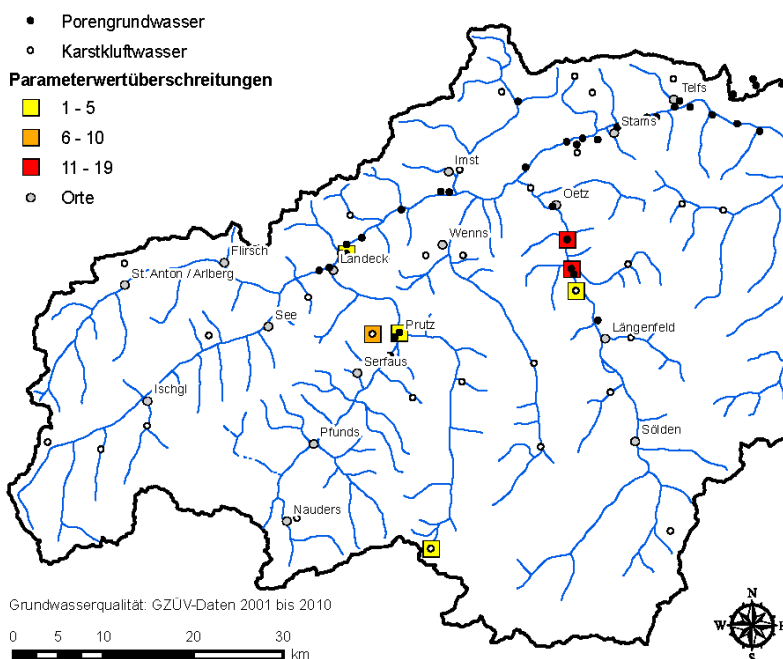 Porengrundwasser
Karstkluftwasser
Parameterwertüberschreitungen
1 - 5
6 - 10
11 - 19
Orte
Telfs
Stams
Imst
Oetz
Wenns
Flirsch
Landeck
St. Anton / Arlberg
See
Prutz
Längenfeld
Serfaus
Ischgl
Pfunds
Sölden
Nauders
Grundwasserqualität: GZÜV-Daten 2001 bis 2010
0 5 10 20 30
km
N
W
S